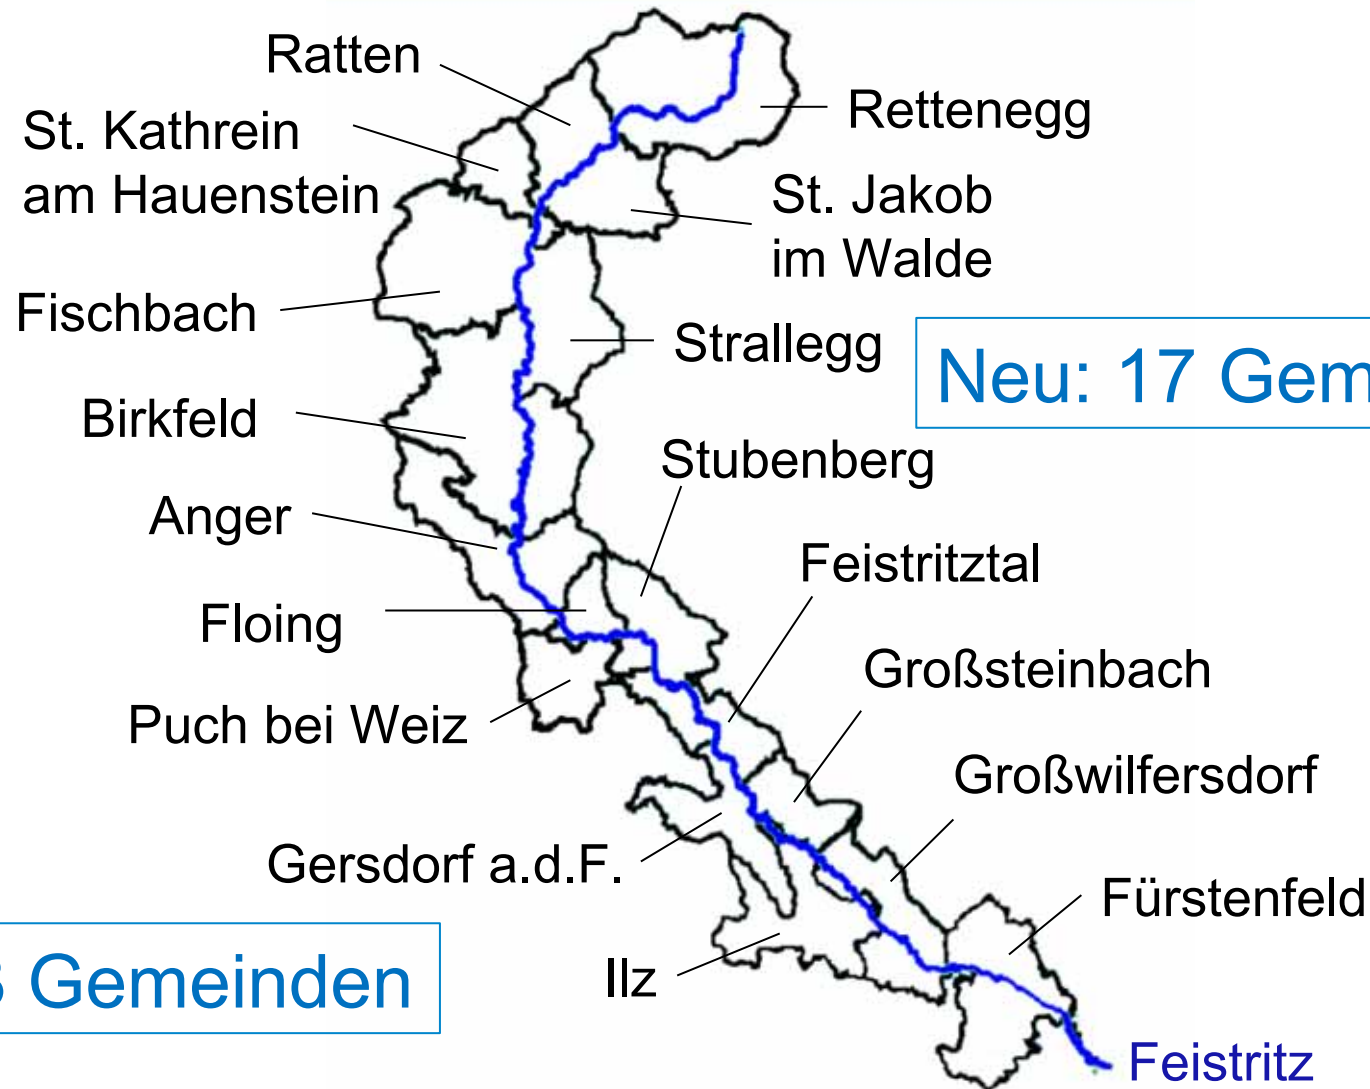 Ratten
St. Kathrein
am Hauenstein
Rettenegg
St. Jakob
im Walde
Fischbach
Strallegg
Neu: 17
Birkfeld
Stubenberg
Anger
Feistritztal
Floing
Großsteinbach
Puch bei Weiz
Großwilfersdorf
Gersdorf a.d.F.
Fürstenfeld
Gemeinden
Ilz
Feistritz